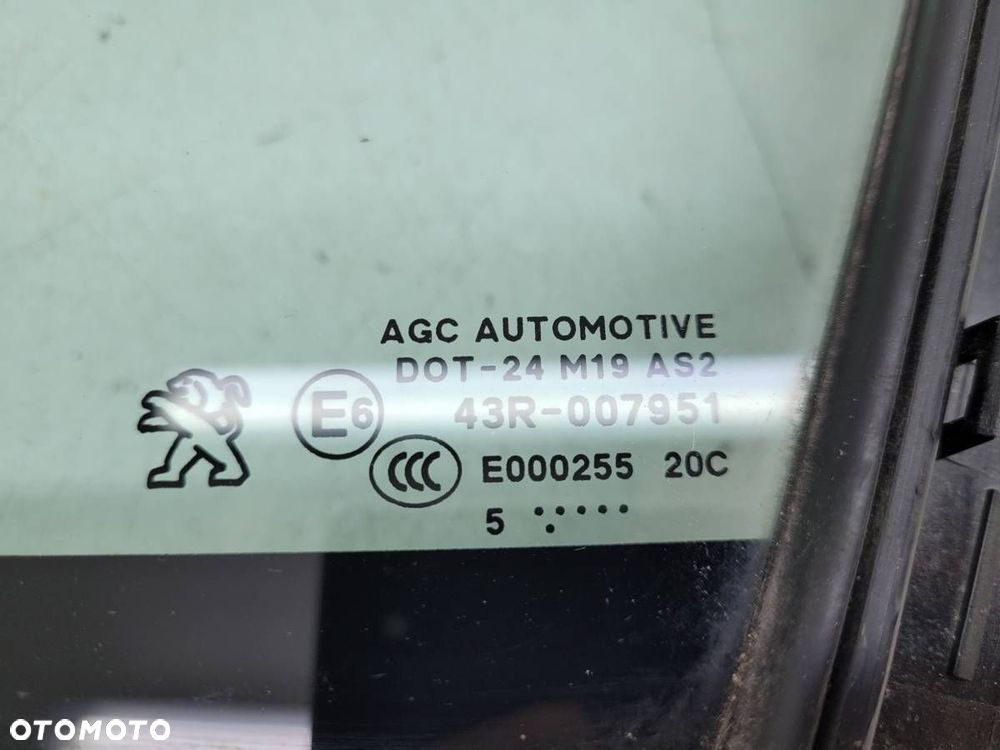 AGC AUTOMOTIVE
DOT-24 M19 AS2
E6 43R-007951
CCC E000255 20C
5
OTOMOTO